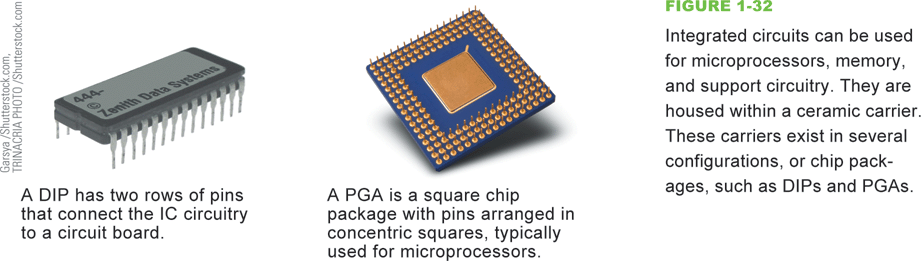 Garsya /Shutterstock.com,
TRINACRIA PHOTO /Shutterstock.com
444-
© Zenith Data Systems
A DIP has two rows of pins
that connect the IC circuitry
to a circuit board.
A PGA is a square chip
package with pins arranged in
concentric squares, typically
used for microprocessors.
FIGURE 1-32
Integrated circuits can be used
for microprocessors, memory,
and support circuitry. They are
housed within a ceramic carrier.
These carriers exist in several
configurations, or chip pack-
ages, such as DIPs and PGAs.